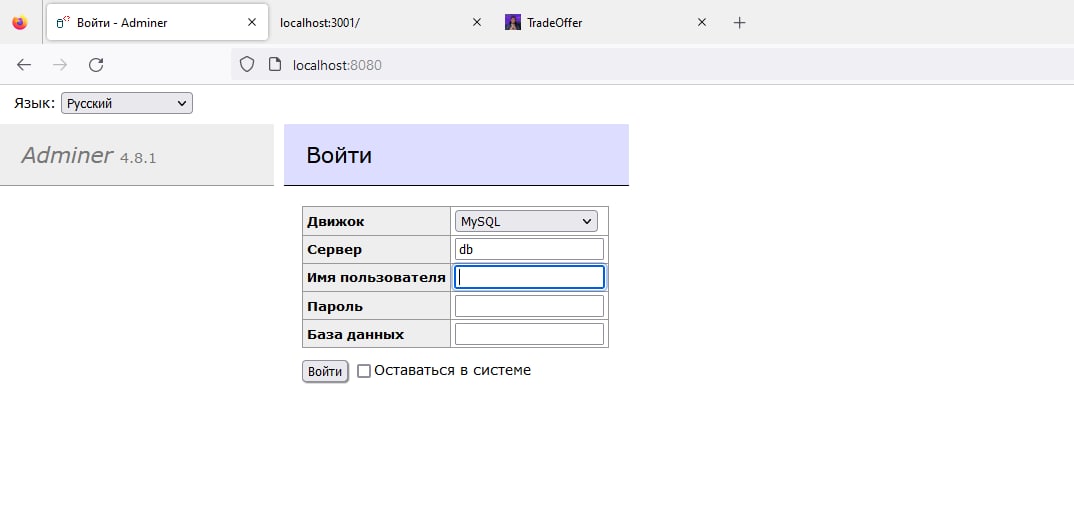 Войти - Adminer
localhost:3001/
TradeOffer
localhost:8080
Язык: Русский
Adminer 4.8.1
Войти
Движок MySQL
Сервер db
Имя пользователя
Пароль
База данных
Войти Оставаться в системе